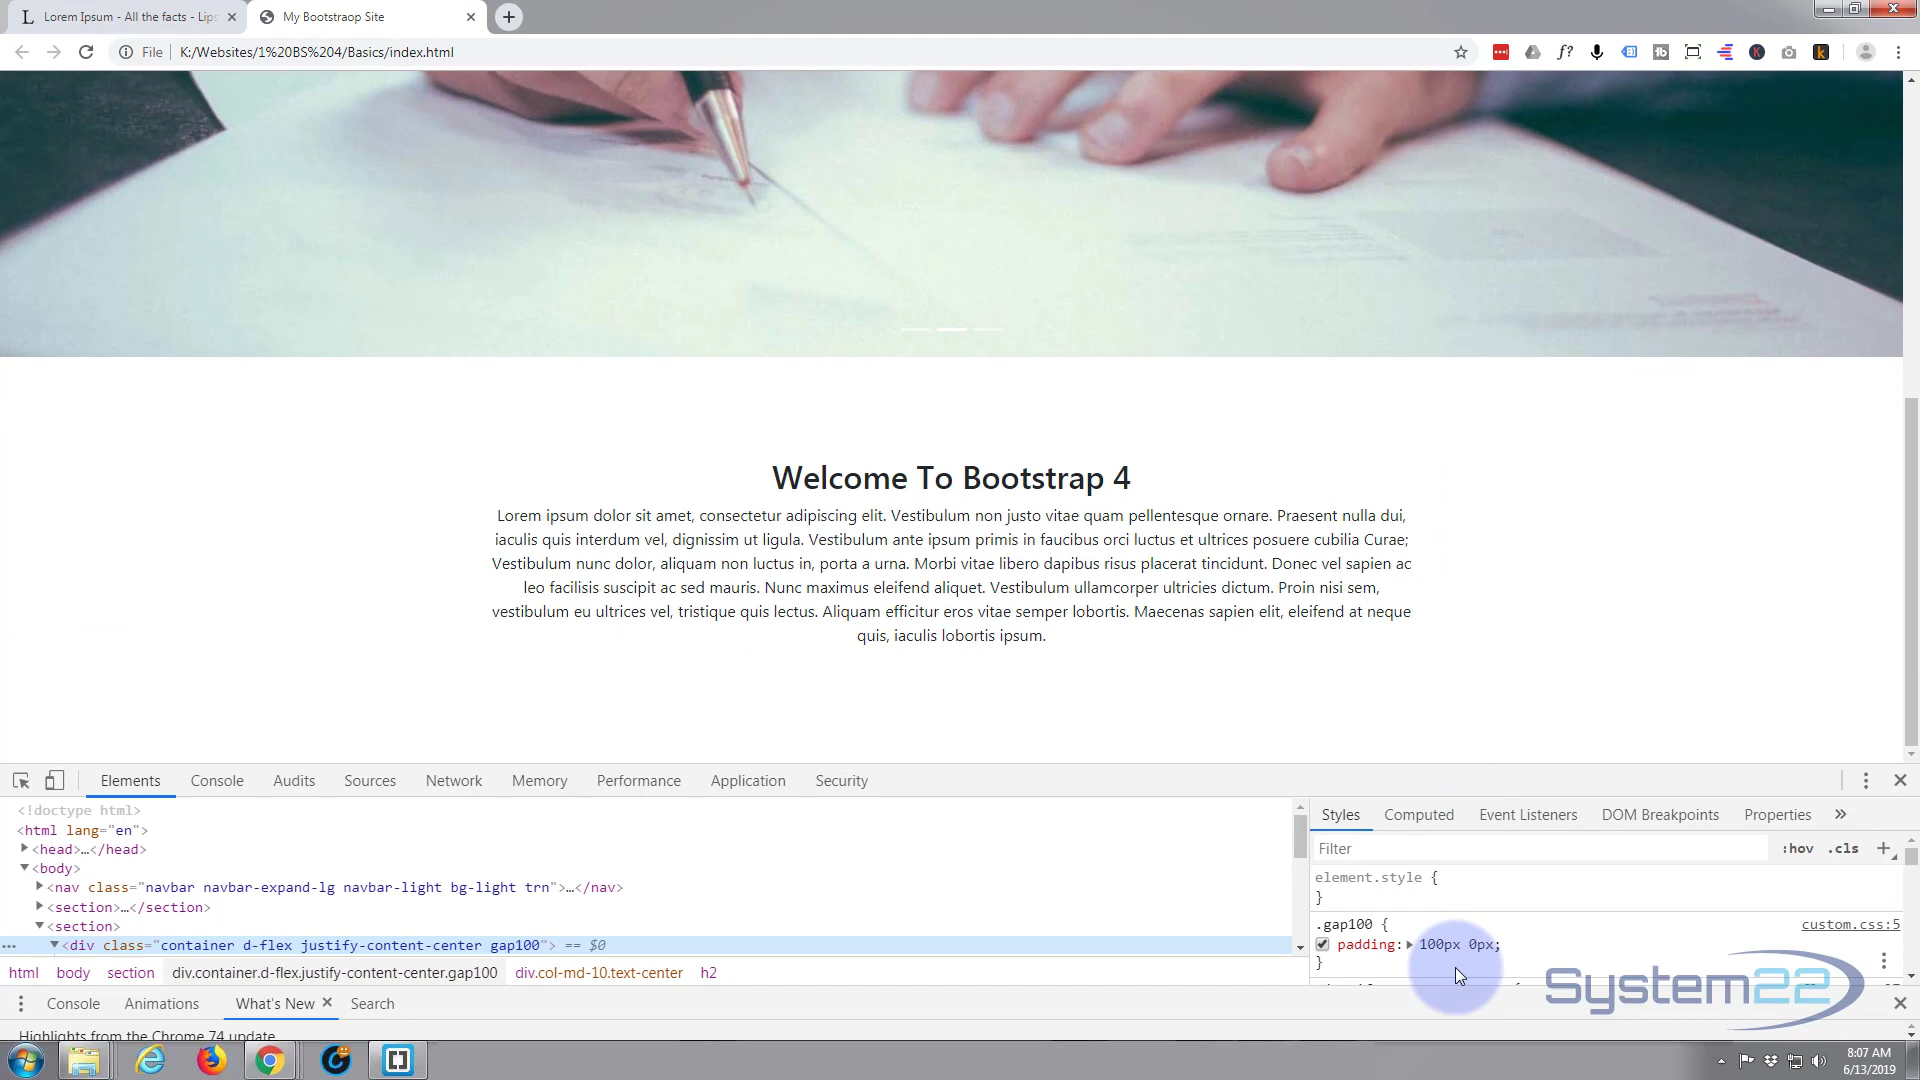 Lorem Ipsum - All the facts - Lips
My Bootstraop Site
File K:/Websites/1%20BS%204/Basics/index.html
Welcome To Bootstrap 4
Lorem ipsum dolor sit amet, consectetur adipiscing elit. Vestibulum non justo vitae quam pellentesque ornare. Praesent nulla dui,
iaculis quis interdum vel, dignissim ut ligula. Vestibulum ante ipsum primis in faucibus orci luctus et ultrices posuere cubilia Curae;
Vestibulum nunc dolor, aliquam non luctus in, porta a urna. Morbi vitae libero dapibus risus placerat tincidunt. Donec vel sapien ac
leo facilisis suscipit ac sed mauris. Nunc maximus eleifend aliquet. Vestibulum ullamcorper ultricies dictum. Proin nisi sem,
vestibulum eu ultrices vel, tristique quis lectus. Aliquam efficitur eros vitae semper lobortis. Maecenas sapien elit, eleifend at neque
quis, iaculis lobortis ipsum.
Elements Console Audits Sources Network Memory Performance Application Security
<!doctype html>
<html lang="en">
<head>…</head>
<body>
<nav class="navbar navbar-expand-lg navbar-light bg-light trn">…</nav>
<section>…</section>
<section>
<div class="container d-flex justify-content-center gap100"> == $0
html body section div.container.d-flex.justify-content-center.gap100 div.col-md-10.text-center h2
Styles Computed Event Listeners DOM Breakpoints Properties »
Filter :hov .cls +
element.style {
}
.gap100 { custom.css:5
padding: 100px 0px;
}
System22
Console Animations What's New Search
Highlights from the Chrome 74 update
8:07 AM
6/13/2019